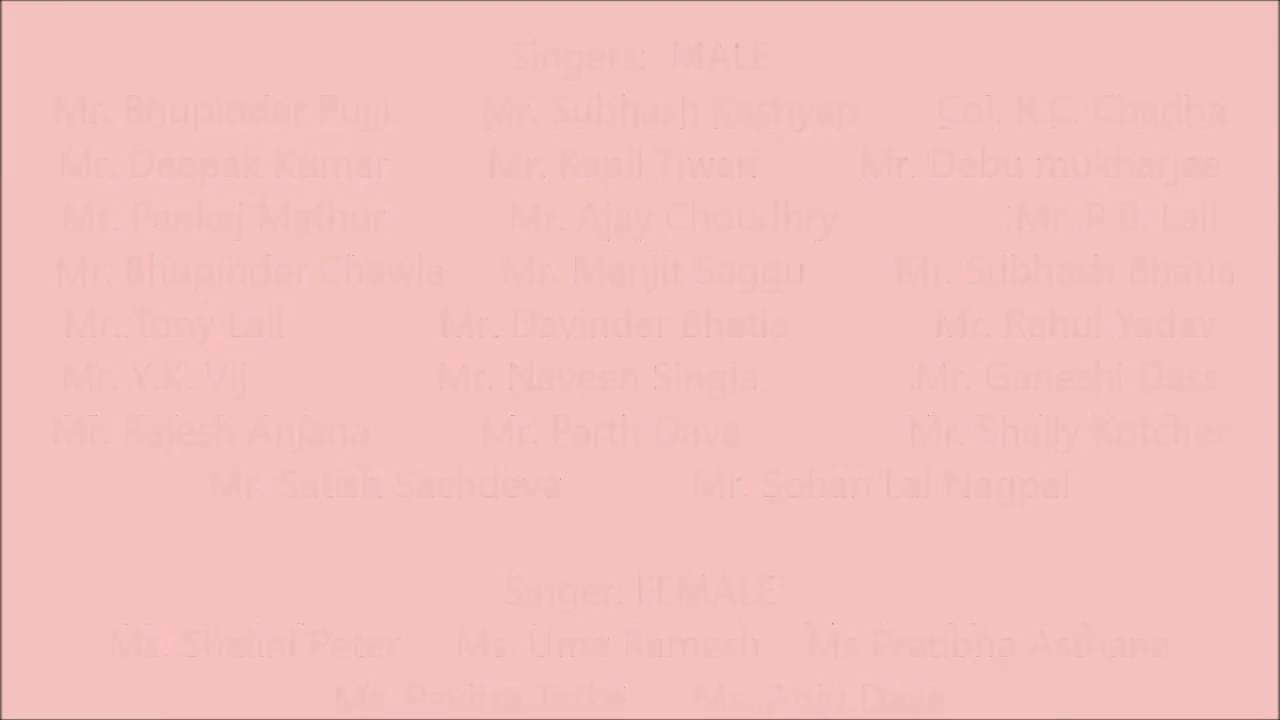 Singers: MALE
Mr. Bhupinder Pujji Mr. Subhash Kashyap Col. R.C. Chadha
Mr. Deepak Kumar Mr. Kapil Tiwari Mr. Debu mukharjee
Mr. Pankaj Mathur Mr. Ajay Choudhry Mr. R.B. Lall
Mr. Bhupinder Chawla Mr. Manjit Saggu Mr. Subhash Bhatia
Mr. Tony Lall Mr. Davinder Bhatia Mr. Rahul Yadav
Mr. Y.K. Vij Mr. Naveen Singla Mr. Ganeshi Dass
Mr. Rajesh Anjana Mr. Parth Dave Mr. Shally Kotcher
Mr. Satish Sachdeva Mr. Sohan Lal Nagpal
Singer: FEMALE
Ms. Shalini Peter Ms. Uma Ramesh Ms Pratibha Asthana
Ms. Ms. Anju Dave